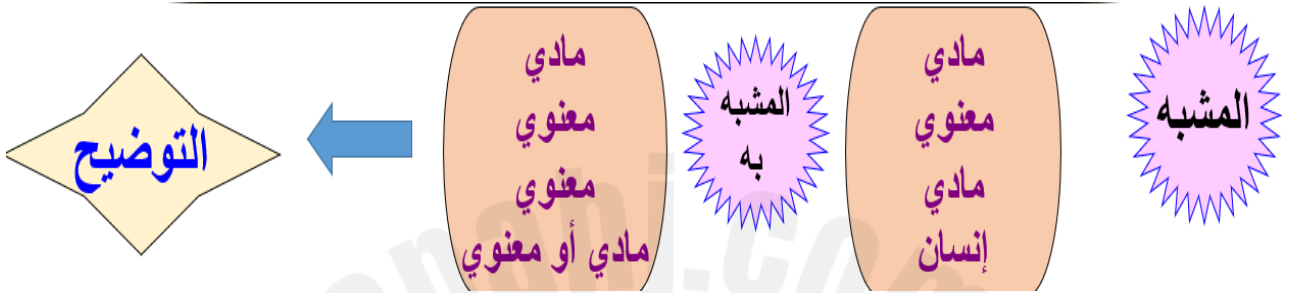 المشبه
مادي
معنوي
مادي
إنسان
المشبه
به
مادي
معنوي
معنوي
مادي أو معنوي
التوضيح